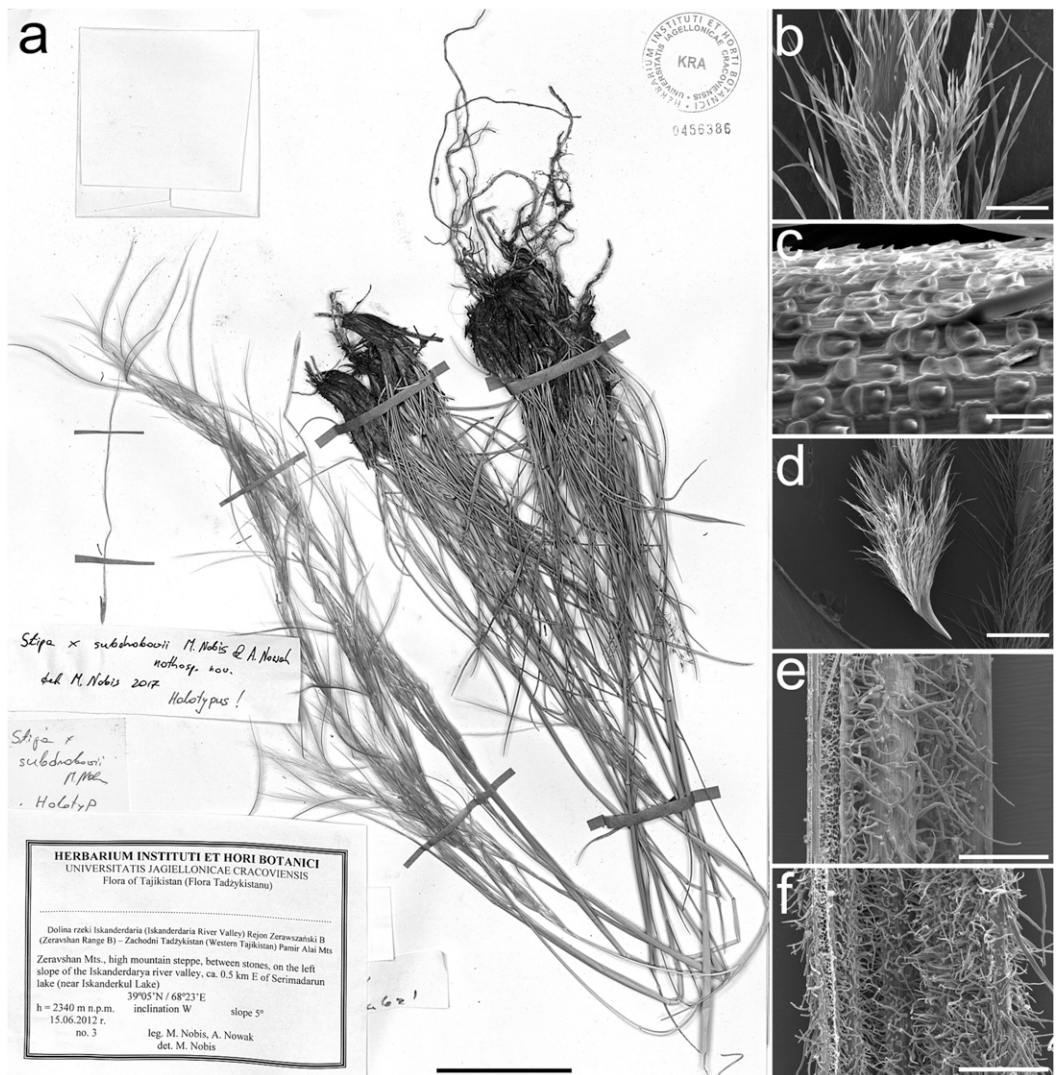 a
HERBARIUM INSTITUTI ET HORTI BOTANICI
UNIVERSITATIS JAGELLONICAE CRACOVIENSIS
KRA
0456386
Stipa x subdrobovii M. Nobis & A. Nowak
nothosp. nov.
det M. Nobis 2017
Holotypus!
Stipa x
subdrobovii
M. Nobis
. Holotyp
HERBARIUM INSTITUTI ET HORI BOTANICI
UNIVERSITATIS JAGIELLONICAE CRACOVIENSIS
Flora of Tajikistan (Flora Tadżykistanu)
Dolina rzeki Iskanderdaria (Iskanderdaria River Valley) Rejon Zerawszański B
(Zeravshan Range B) – Zachodni Tadżykistan (Western Tajikistan) Pamir Alai Mts
Zeravshan Mts., high mountain steppe, between stones, on the left
slope of the Iskanderdarya river valley, ca. 0.5 km E of Serimadarun
lake (near Iskanderkul Lake)
39°05’N / 68°23’E
h = 2340 m n.p.m. inclination W slope 5°
15.06.2012 r.
no. 3 leg. M. Nobis, A. Nowak
det. M. Nobis
b
c
d
e
f